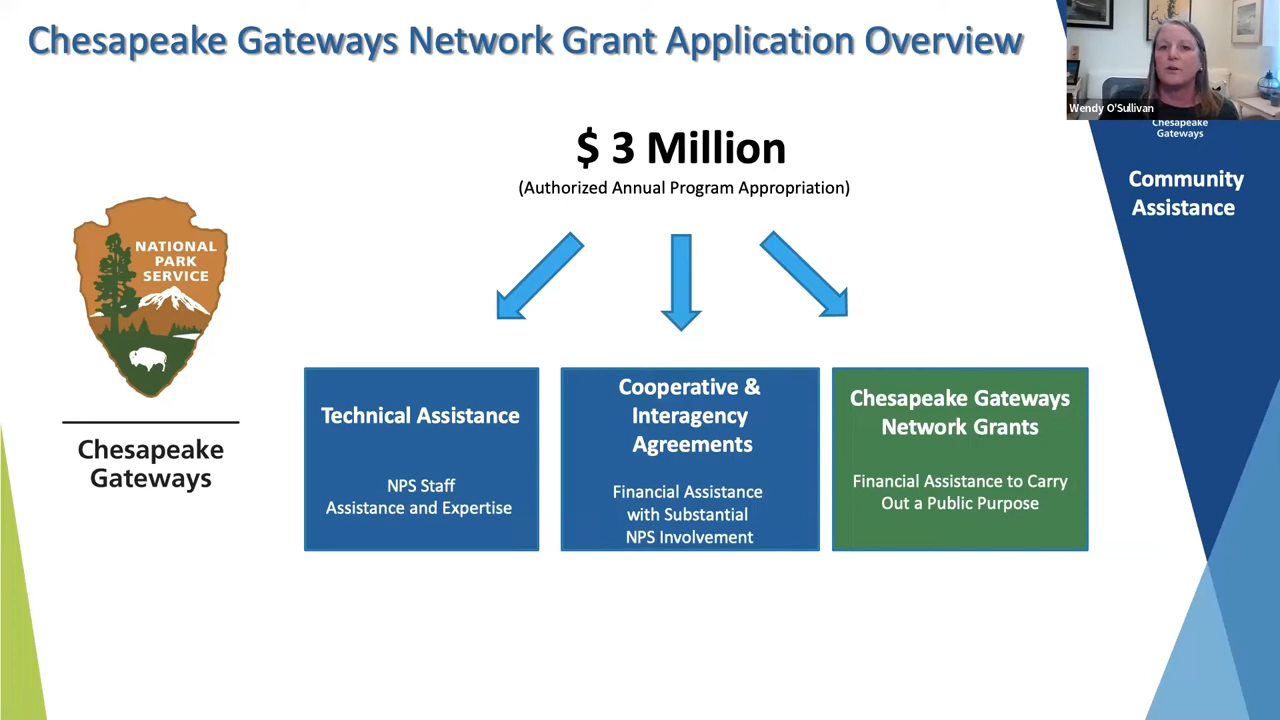 Chesapeake Gateways Network Grant Application Overview
Wendy O'Sullivan
Chesapeake
Gateways
Community
Assistance
$ 3 Million
(Authorized Annual Program Appropriation)
NATIONAL
PARK
SERVICE
Chesapeake
Gateways
Technical Assistance
NPS Staff
Assistance and Expertise
Cooperative &
Interagency
Agreements
Financial Assistance
with Substantial
NPS Involvement
Chesapeake Gateways
Network Grants
Financial Assistance to Carry
Out a Public Purpose